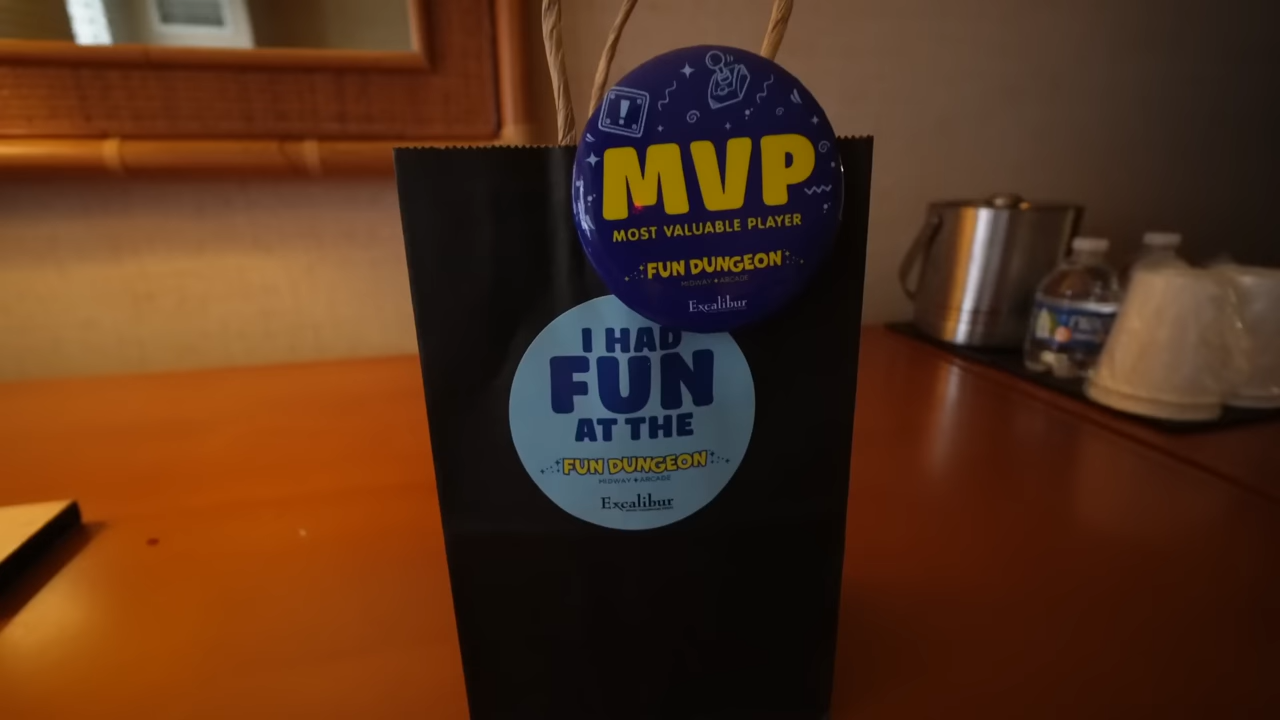 !
MVP
MOST VALUABLE PLAYER
FUN DUNGEON
MIDWAY ✦ ARCADE
Excalibur
I HAD
FUN
AT THE
FUN DUNGEON
MIDWAY ✦ ARCADE
Excalibur